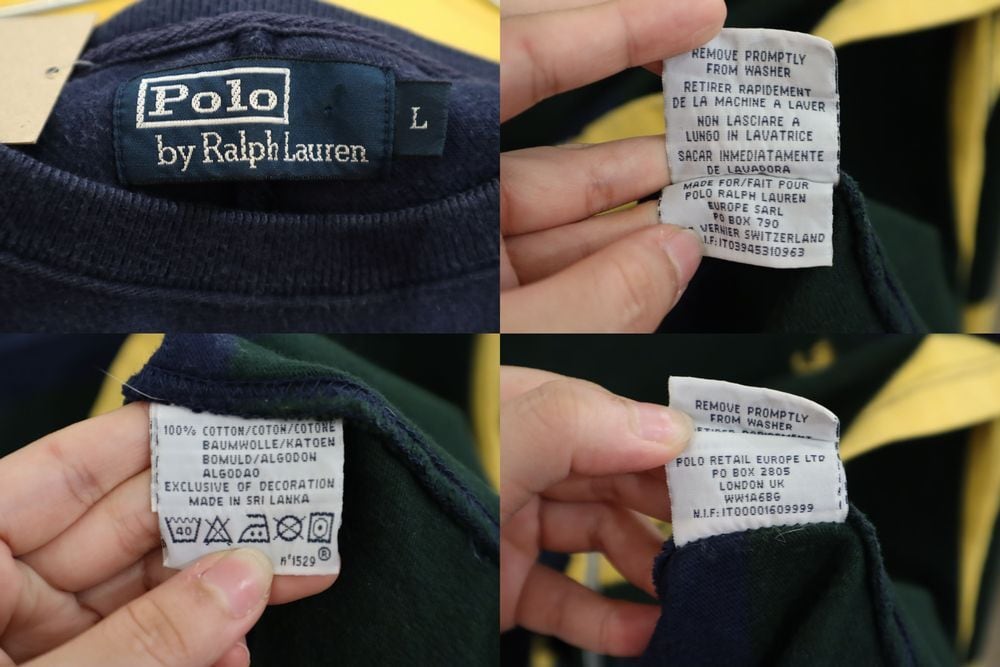 Polo
by Ralph Lauren
L
REMOVE PROMPTLY
FROM WASHER
RETIRER RAPIDEMENT
DE LA MACHINE A LAVER
NON LASCIARE A
LUNGO IN LAVATRICE
SACAR INMEDIATAMENTE
DE LAVADORA
MADE FOR/FAIT POUR
POLO RALPH LAUREN
EUROPE SARL
PO BOX 790
VERNIER SWITZERLAND
.I.F:IT03945310963
100% COTTON/COTON/COTONE
BAUMWOLLE/KATOEN
BOMULD/ALGODON
ALGODAO
EXCLUSIVE OF DECORATION
MADE IN SRI LANKA
40
n°1529 ®
REMOVE PROMPTLY
FROM WASHER
RETIRER RAPIDEMENT
POLO RETAIL EUROPE LTD
PO BOX 2805
LONDON UK
WW1A6BG
N.I.F:IT00001609999